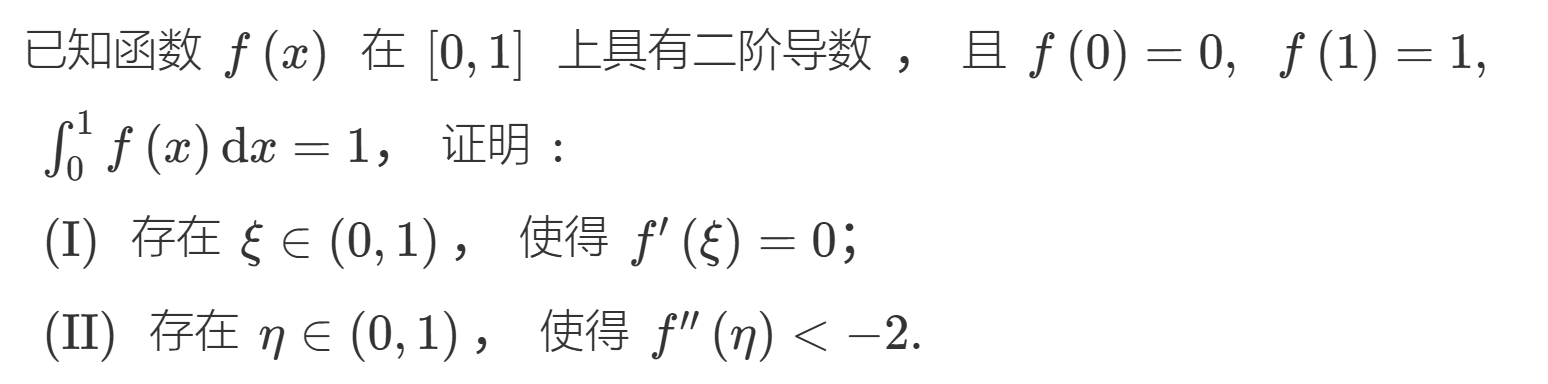 已知函数 f (x) 在 [0, 1] 上具有二阶导数 ， 且 f (0) = 0, f (1) = 1,
∫₀¹ f (x) dx = 1， 证明 :
(I) 存在 ξ ∈ (0, 1) ， 使得 f′ (ξ) = 0；
(II) 存在 η ∈ (0, 1) ， 使得 f″ (η) < −2.